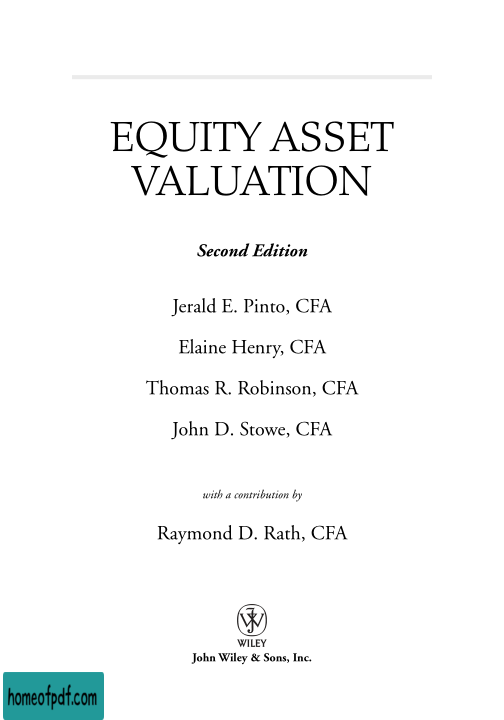 EQUITY ASSET
VALUATION
Second Edition
Jerald E. Pinto, CFA
Elaine Henry, CFA
Thomas R. Robinson, CFA
John D. Stowe, CFA
with a contribution by
Raymond D. Rath, CFA
WILEY
John Wiley & Sons, Inc.
homeofpdf.com